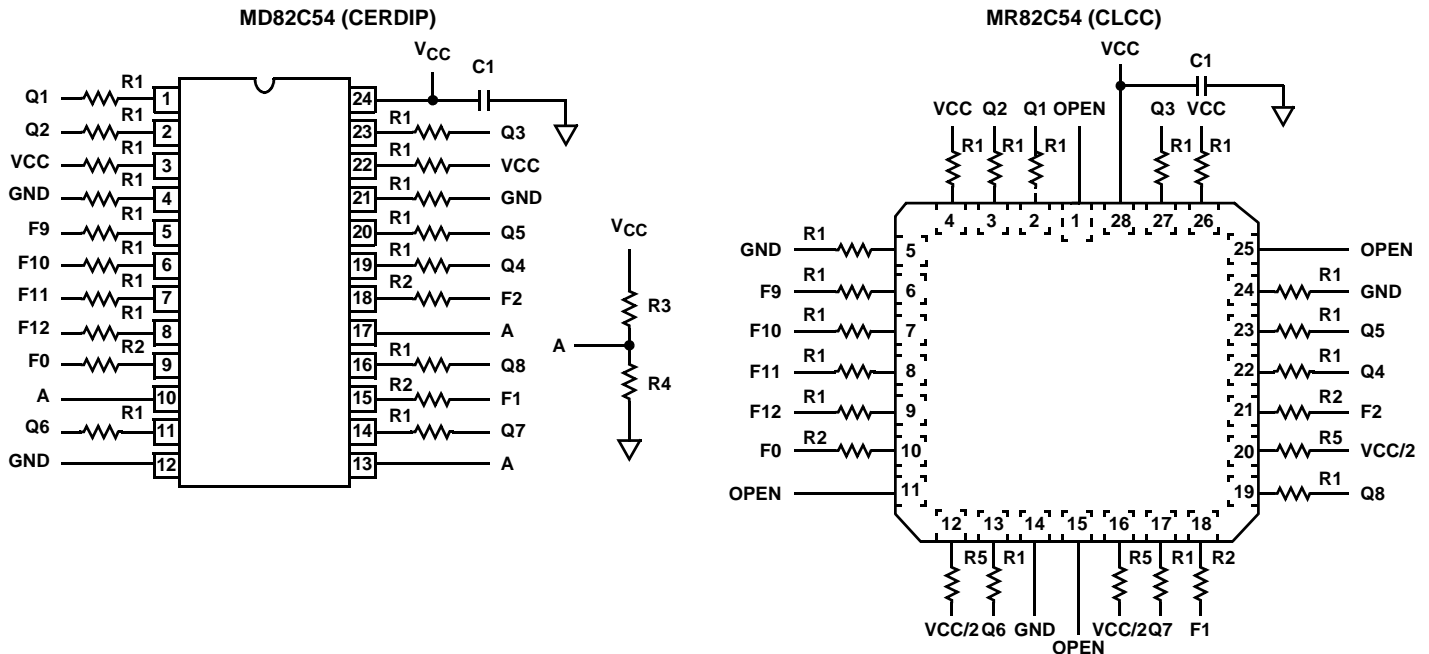 MD82C54 (CERDIP)
VCC
C1
Q1 R1 1
Q2 R1 2
VCC R1 3
GND R1 4
F9 R1 5
F10 R1 6
F11 R1 7
F12 R1 8
F0 R2 9
A 10
Q6 R1 11
GND 12
24
23 R1 Q3
22 R1 VCC
21 R1 GND
20 R1 Q5
19 R1 Q4
18 R2 F2
17 A
16 R1 Q8
15 R2 F1
14 R1 Q7
13 A
VCC
R3
A
R4
MR82C54 (CLCC)
VCC
C1
VCC Q2 Q1 OPEN Q3 VCC
R1 R1 R1 R1 R1
4 3 2 1 28 27 26
GND R1 5
F9 R1 6
F10 R1 7
F11 R1 8
F12 R1 9
F0 R2 10
OPEN 11
25 OPEN
24 R1 GND
23 R1 Q5
22 R1 Q4
21 R2 F2
20 R5 VCC/2
19 R1 Q8
12 13 14 15 16 17 18
R5 R1 R5 R1 R2
VCC/2 Q6 GND VCC/2 Q7 F1
OPEN